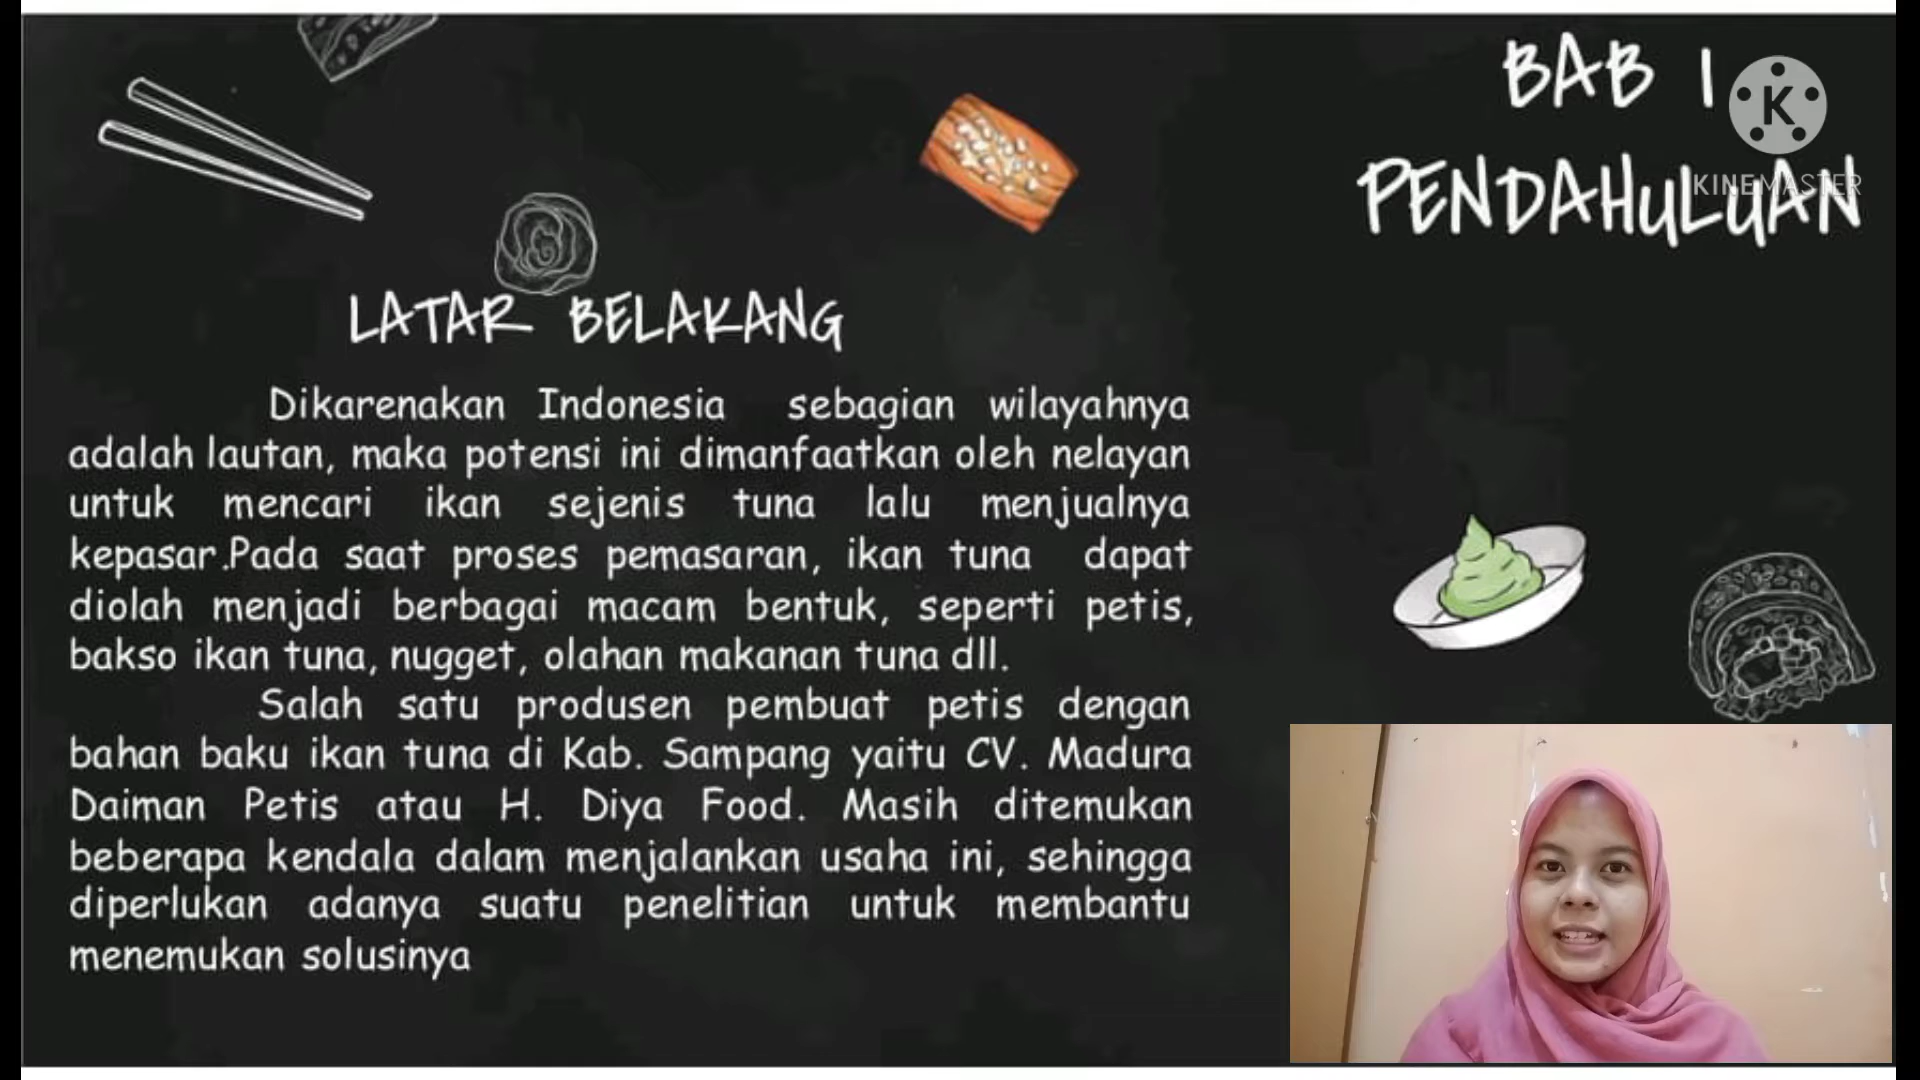 BAB I
PENDAHULUAN
K
KINEMASTER
LATAR BELAKANG
Dikarenakan Indonesia sebagian wilayahnya
adalah lautan, maka potensi ini dimanfaatkan oleh nelayan
untuk mencari ikan sejenis tuna lalu menjualnya
kepasar.Pada saat proses pemasaran, ikan tuna dapat
diolah menjadi berbagai macam bentuk, seperti petis,
bakso ikan tuna, nugget, olahan makanan tuna dll.
Salah satu produsen pembuat petis dengan
bahan baku ikan tuna di Kab. Sampang yaitu CV. Madura
Daiman Petis atau H. Diya Food. Masih ditemukan
beberapa kendala dalam menjalankan usaha ini, sehingga
diperlukan adanya suatu penelitian untuk membantu
menemukan solusinya